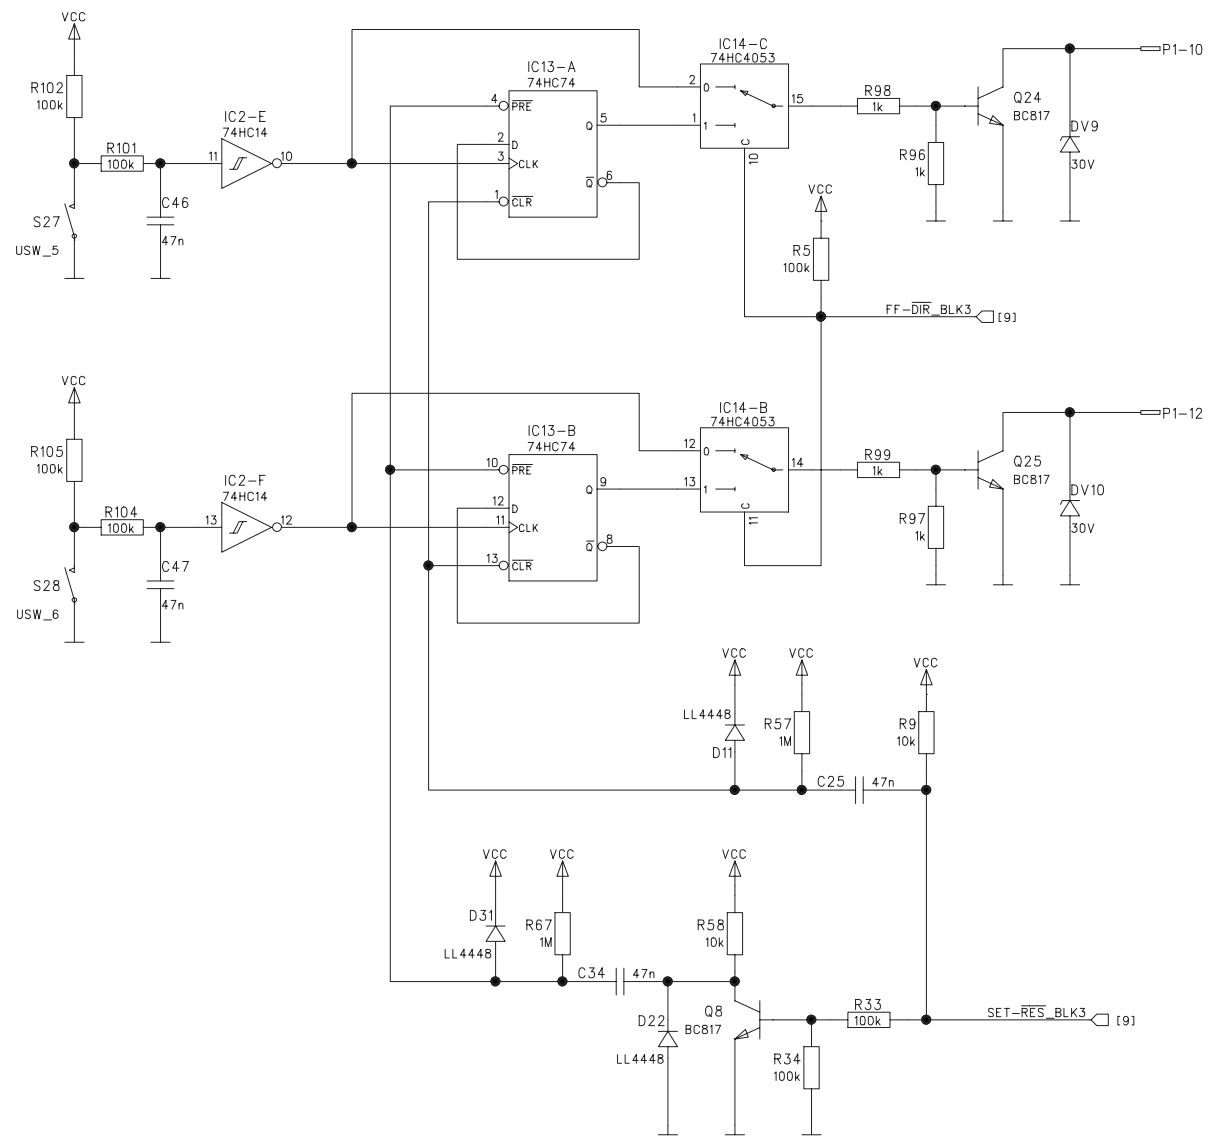 VCC
R102
100k
R101
100k
S27
USW_5
C46
47n
IC2-E
74HC14
11
10
IC13-A
74HC74
4
PRE
2
D
3
CLK
1
CLR
Q
5
Q
6
IC14-C
74HC4053
2
0
1
1
15
C
10
R98
1k
R96
1k
Q24
BC817
P1-10
DV9
30V
VCC
R5
100k
FF-DIR_BLK3
[9]
VCC
R105
100k
R104
100k
S28
USW_6
C47
47n
IC2-F
74HC14
13
12
IC13-B
74HC74
10
PRE
12
D
11
CLK
13
CLR
Q
9
Q
8
IC14-B
74HC4053
12
0
13
1
14
C
11
R99
1k
R97
1k
Q25
BC817
P1-12
DV10
30V
VCC
LL4448
D11
VCC
R57
1M
C25
47n
VCC
R9
10k
VCC
D31
LL4448
VCC
R67
1M
C34
47n
VCC
R58
10k
D22
LL4448
Q8
BC817
R33
100k
R34
100k
SET-RES_BLK3
[9]